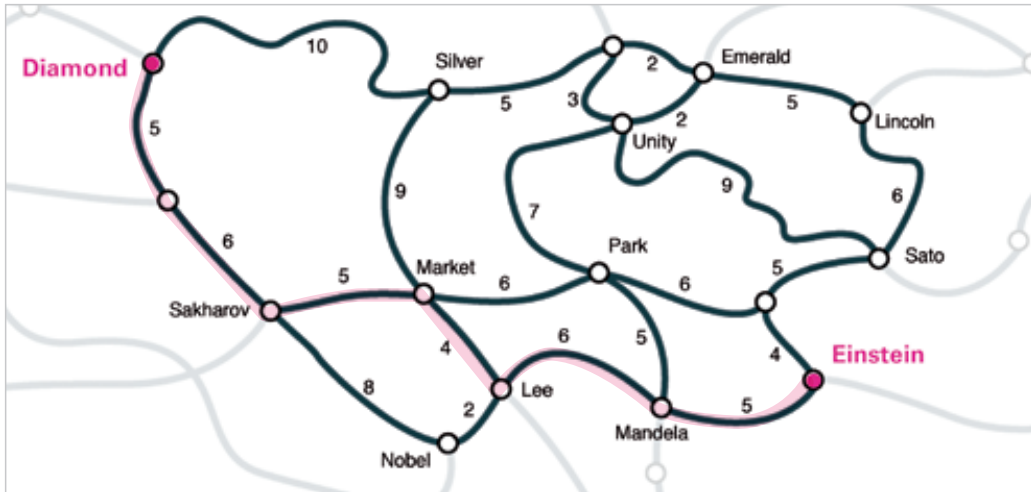 10
Silver
2
Emerald
Diamond
5
3
5
2
Lincoln
5
Unity
9
9
6
7
6
Park
5
Market
5
Sato
6
6
Sakharov
4
6
5
4
Einstein
8
2
Lee
5
Mandela
Nobel